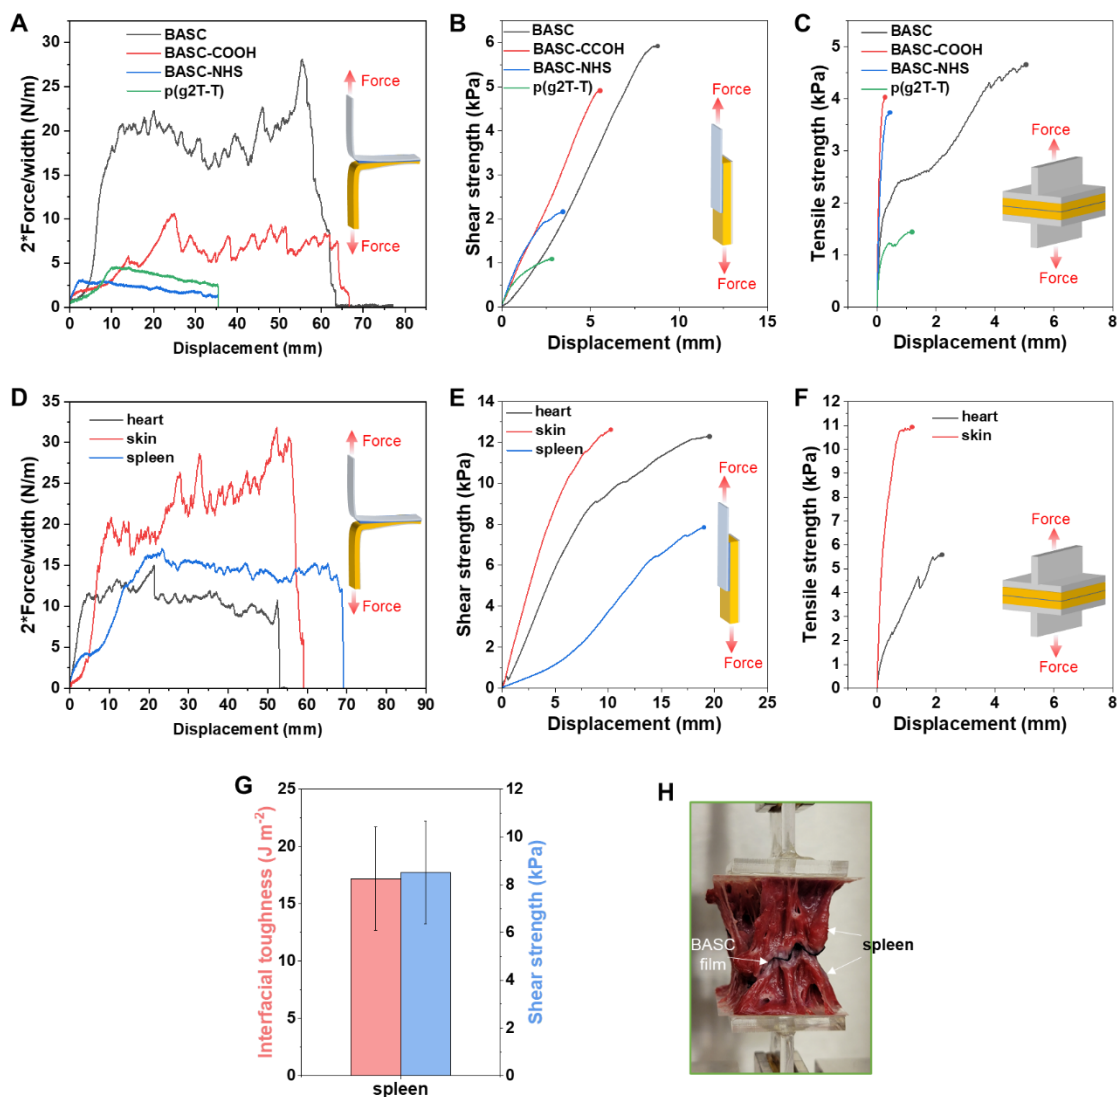 A
BASC
BASC-COOH
BASC-NHS
p(g2T-T)
Force
Force
2*Force/width (N/m)
30
25
20
15
10
5
0
0 10 20 30 40 50 60 70 80
Displacement (mm)
B
BASC
BASC-CCOH
BASC-NHS
p(g2T-T)
Force
Force
Shear strength (kPa)
6
5
4
3
2
1
0
0 5 10 15
Displacement (mm)
C
BASC
BASC-COOH
BASC-NHS
p(g2T-T)
Force
Force
Tensile strength (kPa)
5
4
3
2
1
0
0 2 4 6 8
Displacement (mm)
D
heart
skin
spleen
Force
Force
2*Force/width (N/m)
35
30
25
20
15
10
5
0
0 10 20 30 40 50 60 70 80 90
Displacement (mm)
E
heart
skin
spleen
Force
Force
Shear strength (kPa)
14
12
10
8
6
4
2
0
0 5 10 15 20 25
Displacement (mm)
F
heart
skin
Force
Force
Tensile strength (kPa)
12
11
10
9
8
7
6
5
4
3
2
1
0
0 2 4 6 8
Displacement (mm)
G
Interfacial toughness (J m-2)
25
20
15
10
5
0
spleen
12
10
8
6
4
2
0
Shear strength (kPa)
H
BASC
film
spleen